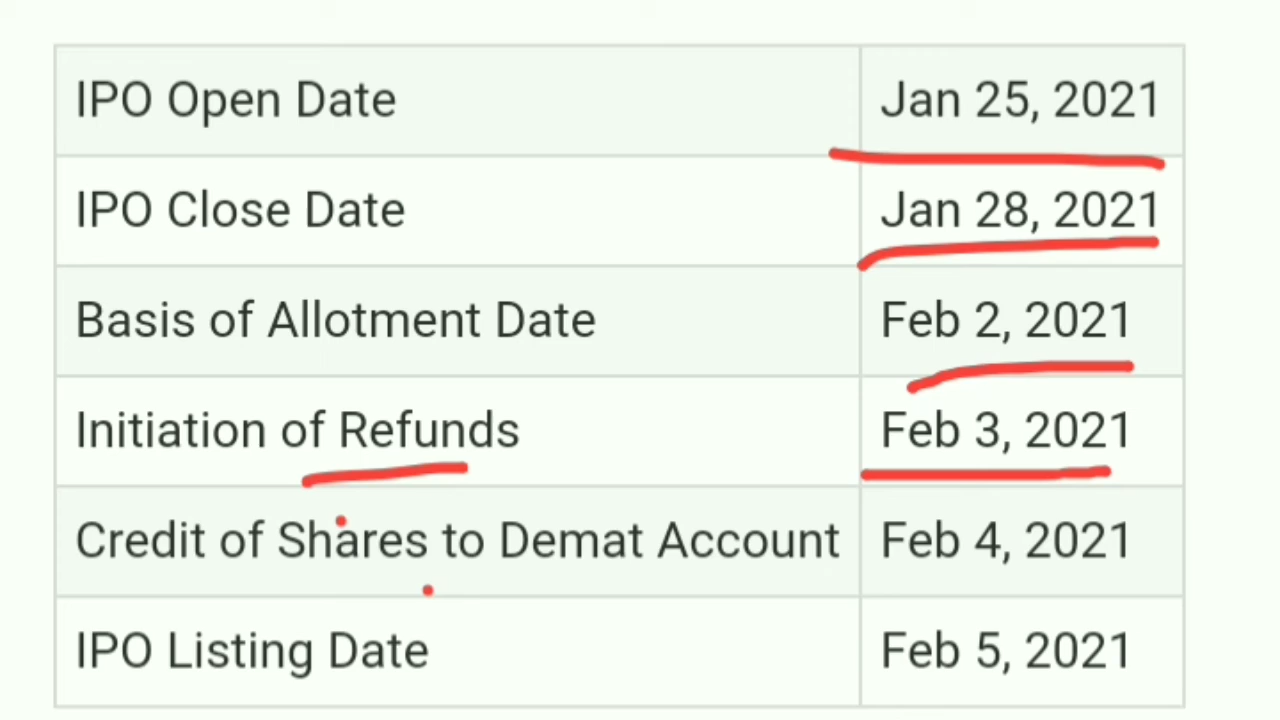 IPO Open Date Jan 25, 2021
IPO Close Date Jan 28, 2021
Basis of Allotment Date Feb 2, 2021
Initiation of Refunds Feb 3, 2021
Credit of Shares to Demat Account Feb 4, 2021
IPO Listing Date Feb 5, 2021